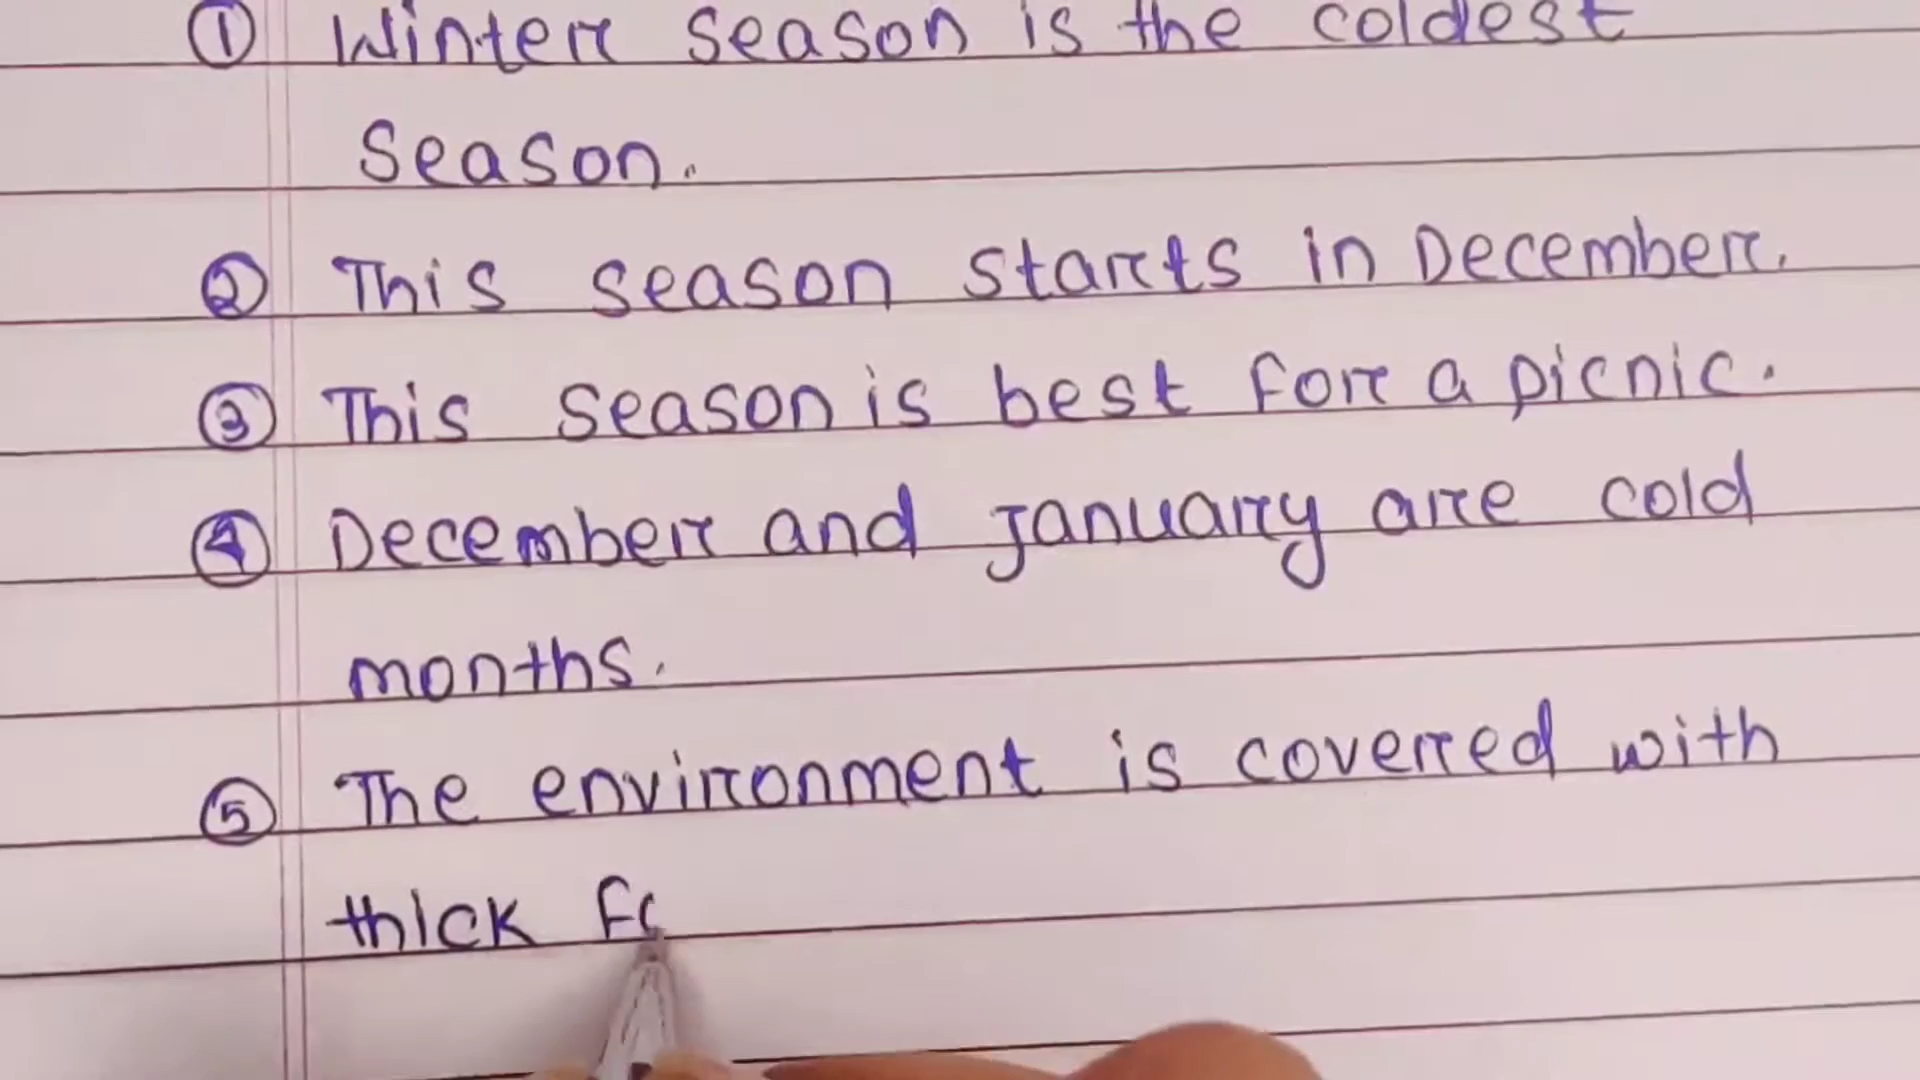 ① Winter season is the coldest
season.
② This season starts in December.
③ This season is best for a picnic.
④ December and January are cold
months.
⑤ The environment is covered with
thick